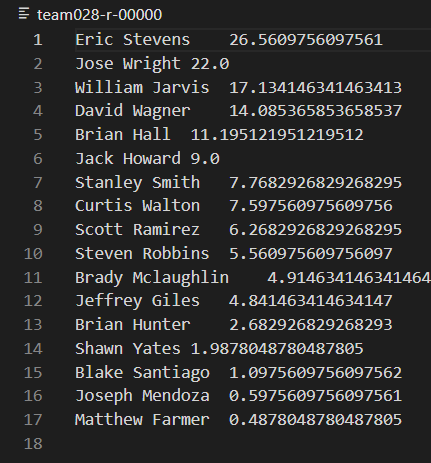 team028-r-00000
1 Eric Stevens 26.5609756097561
2 Jose Wright 22.0
3 William Jarvis 17.134146341463413
4 David Wagner 14.085365853658537
5 Brian Hall 11.195121951219512
6 Jack Howard 9.0
7 Stanley Smith 7.7682926829268295
8 Curtis Walton 7.597560975609756
9 Scott Ramirez 6.2682926829268295
10 Steven Robbins 5.560975609756097
11 Brady Mclaughlin 4.914634146341464
12 Jeffrey Giles 4.841463414634147
13 Brian Hunter 2.682926829268293
14 Shawn Yates 1.9878048780487805
15 Blake Santiago 1.0975609756097562
16 Joseph Mendoza 0.5975609756097561
17 Matthew Farmer 0.4878048780487805
18